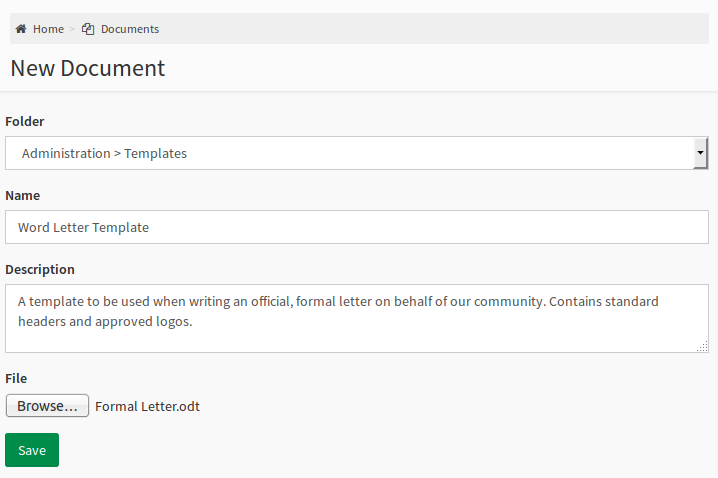 Home > Documents
New Document
Folder
Administration > Templates
Name
Word Letter Template
Description
A template to be used when writing an official, formal letter on behalf of our community. Contains standard
headers and approved logos.
File
Browse... Formal Letter.odt
Save